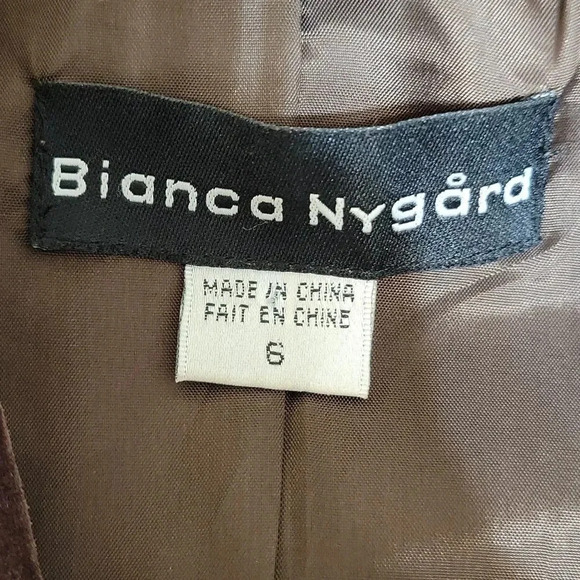 Bianca Nygård
MADE IN CHINA
FAIT EN CHINE
6